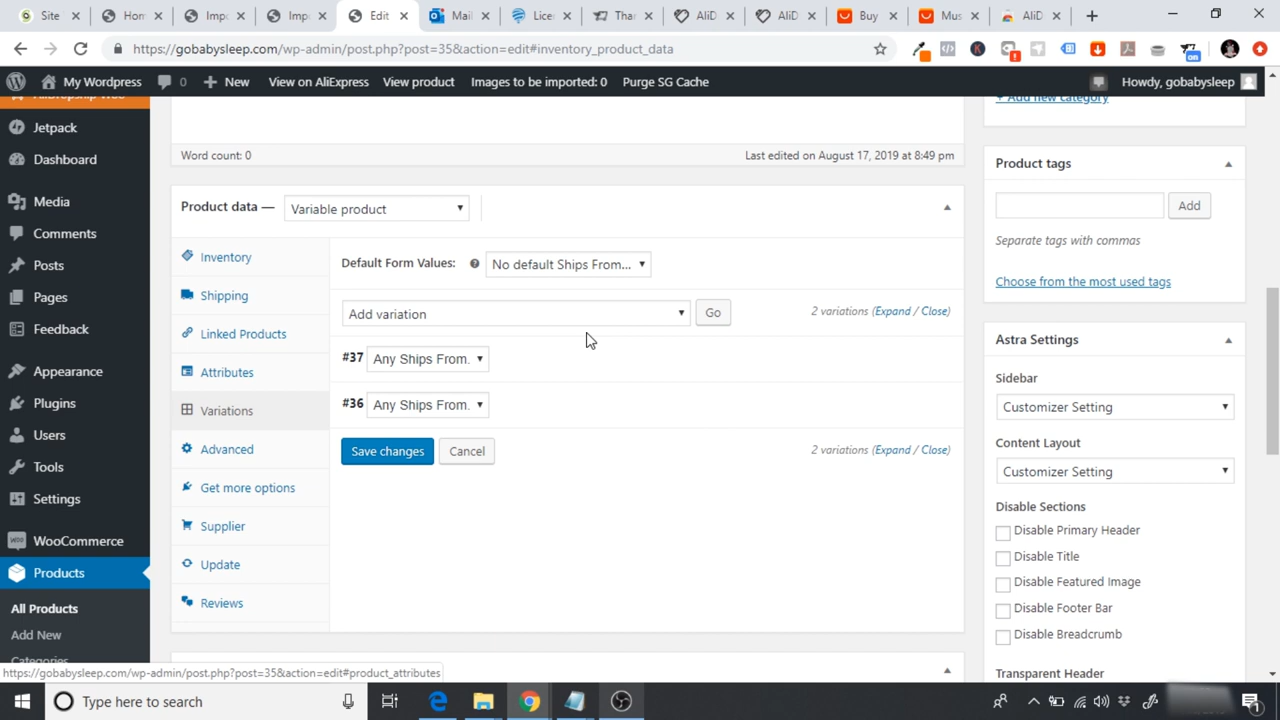 Site
Hom
Impo
Impo
Edit
Mail
Licer
Thar
AliD
AliD
Buy
Mus
AliD
https://gobabysleep.com/wp-admin/post.php?post=35&action=edit#inventory_product_data
My Wordpress
0
New
View on AliExpress
View product
Images to be imported: 0
Purge SG Cache
Howdy, gobabysleep
Jetpack
Dashboard
Media
Comments
Posts
Pages
Feedback
Appearance
Plugins
Users
Tools
Settings
WooCommerce
Products
All Products
Add New
Categories
Word count: 0
Last edited on August 17, 2019 at 8:49 pm
Product data —
Variable product
Inventory
Shipping
Linked Products
Attributes
Variations
Advanced
Get more options
Supplier
Update
Reviews
Default Form Values:
No default Ships From...
Add variation
Go
2 variations (Expand / Close)
#37
Any Ships From.
#36
Any Ships From.
Save changes
Cancel
2 variations (Expand / Close)
+ Add new category
Product tags
Add
Separate tags with commas
Choose from the most used tags
Astra Settings
Sidebar
Customizer Setting
Content Layout
Customizer Setting
Disable Sections
Disable Primary Header
Disable Title
Disable Featured Image
Disable Footer Bar
Disable Breadcrumb
Transparent Header
https://gobabysleep.com/wp-admin/post.php?post=35&action=edit#product_attributes
Type here to search